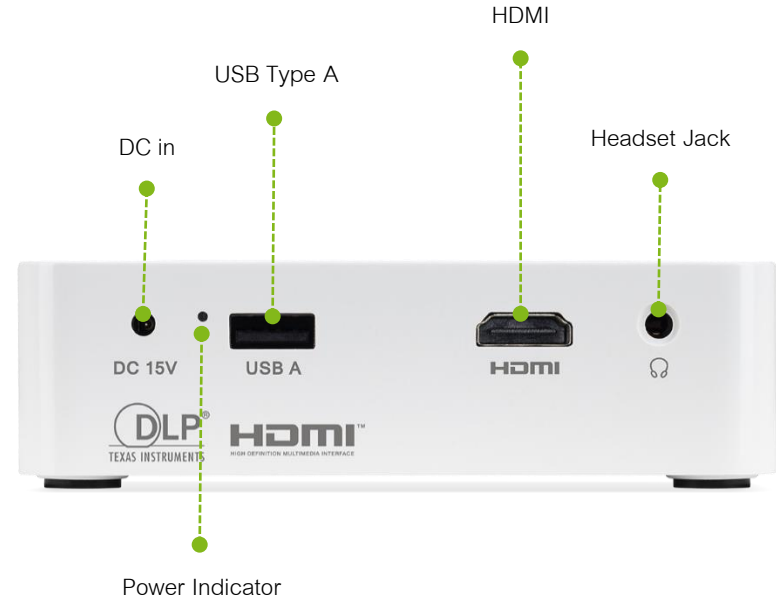 HDMI
USB Type A
Headset Jack
DC in
DC 15V
USB A
HDMI
DLP®
TEXAS INSTRUMENTS
HDMI™
HIGH DEFINITION MULTIMEDIA INTERFACE
Power Indicator